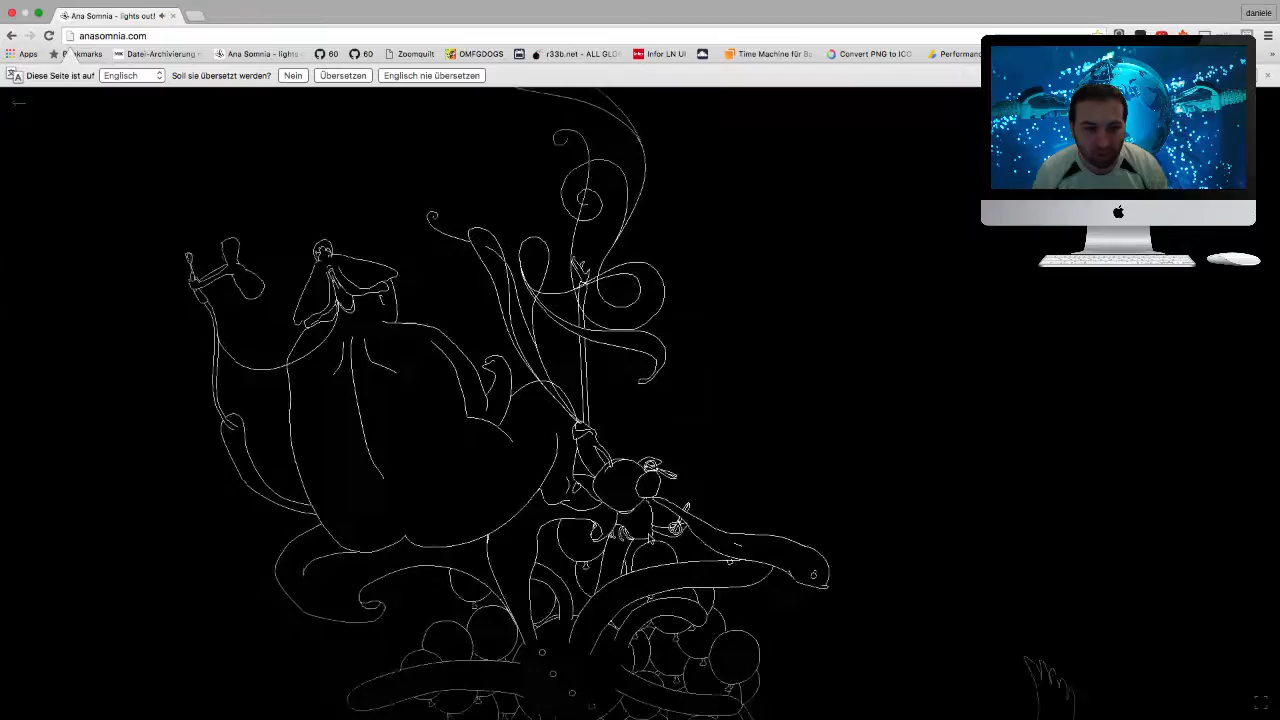 Ana Somnia - lights out!
daniele
anasomnia.com
Apps
Bookmarks
Datei-Archivierung
Ana Somnia - lights
60
60
Zoomquilt
OMFGDOGS
r33b.net - ALL GLO
Infor LN UI
Time Machine für Ba
Convert PNG to ICO
Performan
Diese Seite ist auf
Englisch
Soll sie übersetzt werden?
Nein
Übersetzen
Englisch nie übersetzen